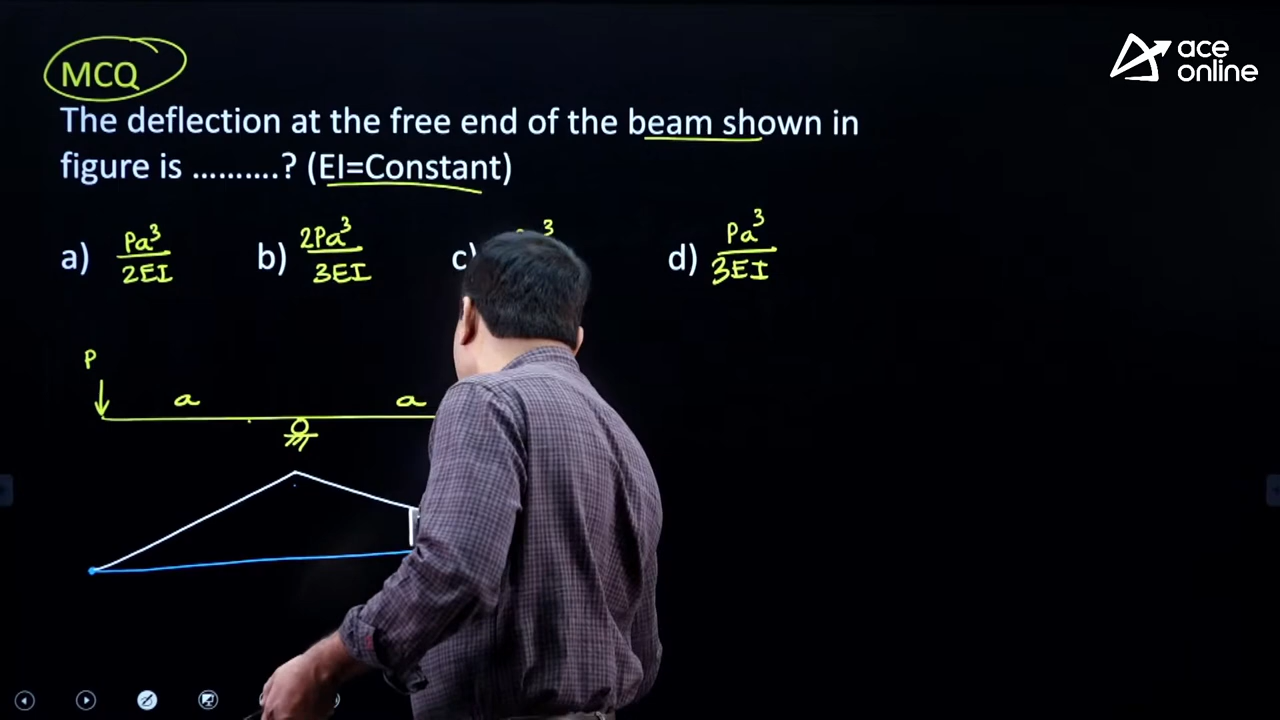 ace
online
MCQ
The deflection at the free end of the beam shown in
figure is ..........? (EI=Constant)
a) Pa³/2EI b) 2Pa³/3EI c) ³ d) Pa³/3EI
P
a a